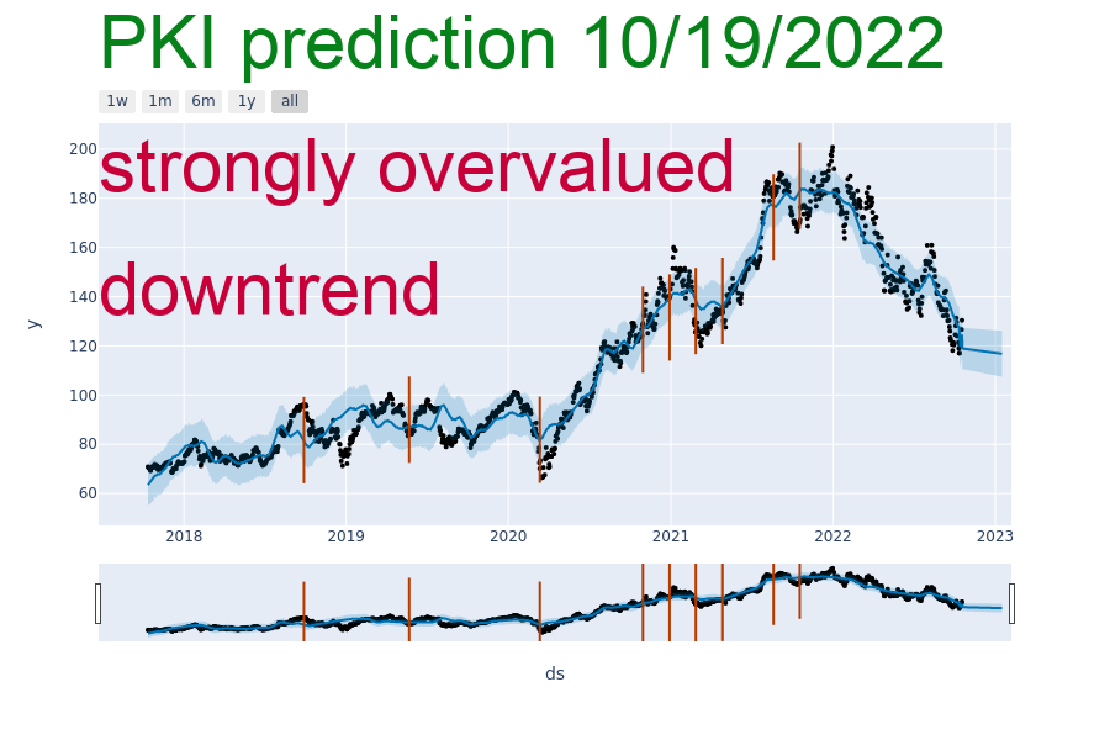 PKI prediction 10/19/2022
1w 1m 6m 1y all
strongly overvalued
downtrend
200
180
160
140
120
100
80
60
y
2018 2019 2020 2021 2022 2023
ds